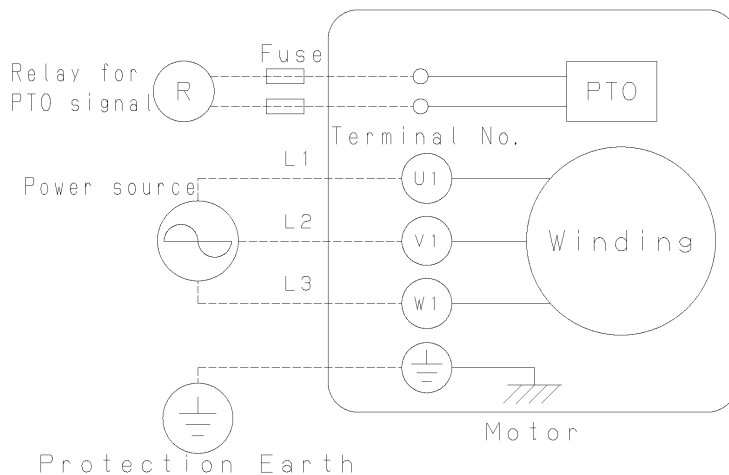 Fuse
Relay for
PTO signal
R
PTO
Terminal No.
L1
U1
Power source
L2
V1
Winding
L3
W1
Motor
Protection Earth